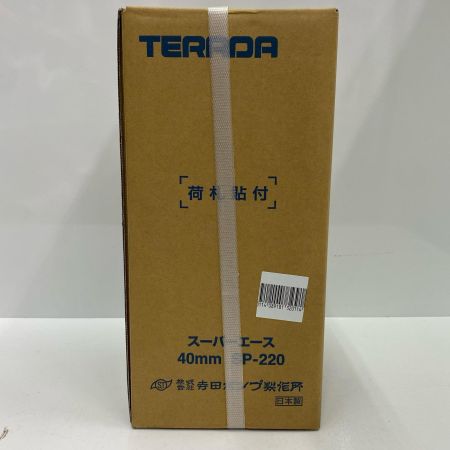 TERADA
荷札貼付
スーパーエース
40mm SP-220
株式会社 寺田ポンプ製作所
日本製